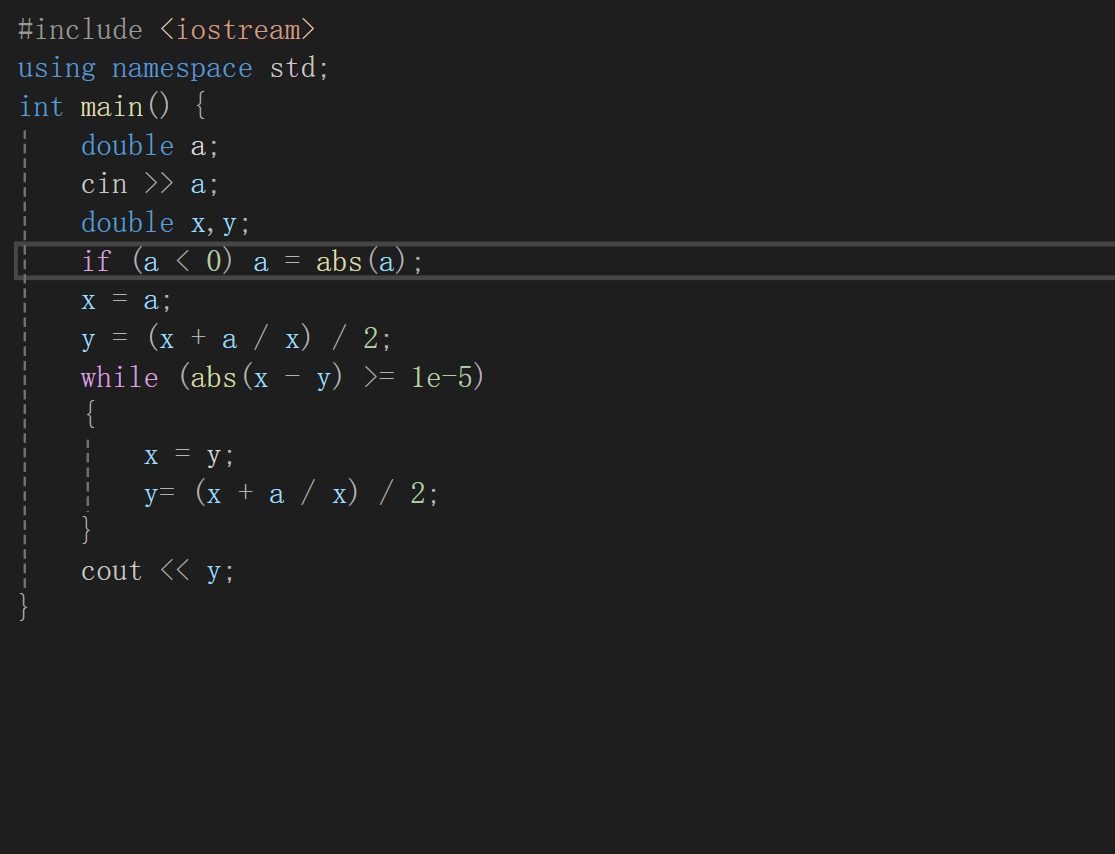 #include <iostream>
using namespace std;
int main() {
    double a;
    cin >> a;
    double x,y;
    if (a < 0) a = abs(a);
    x = a;
    y = (x + a / x) / 2;
    while (abs(x - y) >= 1e-5)
    {
        x = y;
        y= (x + a / x) / 2;
    }
    cout << y;
}